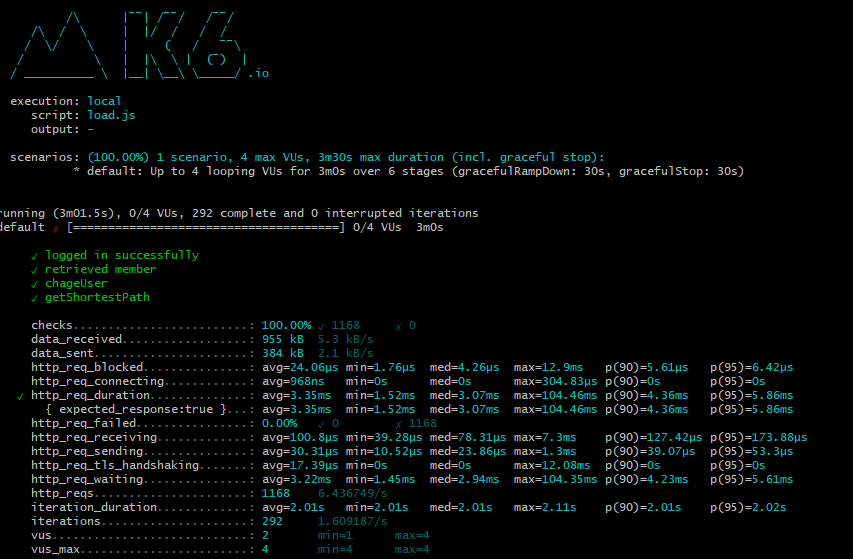 .io
execution: local
script: load.js
output: -
scenarios: (100.00%) 1 scenario, 4 max VUs, 3m30s max duration (incl. graceful stop):
* default: Up to 4 looping VUs for 3m0s over 6 stages (gracefulRampDown: 30s, gracefulStop: 30s)
running (3m01.5s), 0/4 VUs, 292 complete and 0 interrupted iterations
default ✗ [======================================] 0/4 VUs  3m0s
✓ logged in successfully
✓ retrieved member
✓ chageUser
✓ getShortestPath
checks.........................: 100.00% ✓ 1168     ✗ 0
data_received..................: 955 kB  5.3 kB/s
data_sent......................: 384 kB  2.1 kB/s
http_req_blocked...............: avg=24.06µs min=1.76µs  med=4.26µs  max=12.9ms   p(90)=5.61µs   p(95)=6.42µs
http_req_connecting............: avg=968ns   min=0s      med=0s      max=304.83µs p(90)=0s       p(95)=0s
✓ http_req_duration..............: avg=3.35ms  min=1.52ms  med=3.07ms  max=104.46ms p(90)=4.36ms   p(95)=5.86ms
{ expected_response:true }...: avg=3.35ms  min=1.52ms  med=3.07ms  max=104.46ms p(90)=4.36ms   p(95)=5.86ms
http_req_failed................: 0.00%   ✓ 0        ✗ 1168
http_req_receiving.............: avg=100.8µs min=39.28µs med=78.31µs max=7.3ms    p(90)=127.42µs p(95)=173.88µs
http_req_sending...............: avg=30.31µs min=10.52µs med=23.86µs max=1.3ms    p(90)=39.07µs  p(95)=53.3µs
http_req_tls_handshaking.......: avg=17.39µs min=0s      med=0s      max=12.08ms  p(90)=0s       p(95)=0s
http_req_waiting...............: avg=3.22ms  min=1.45ms  med=2.94ms  max=104.35ms p(90)=4.23ms   p(95)=5.61ms
http_reqs......................: 1168    6.436749/s
iteration_duration.............: avg=2.01s   min=2.01s   med=2.01s   max=2.11s    p(90)=2.01s    p(95)=2.02s
iterations.....................: 292     1.609187/s
vus............................: 2       min=1      max=4
vus_max........................: 4       min=4      max=4